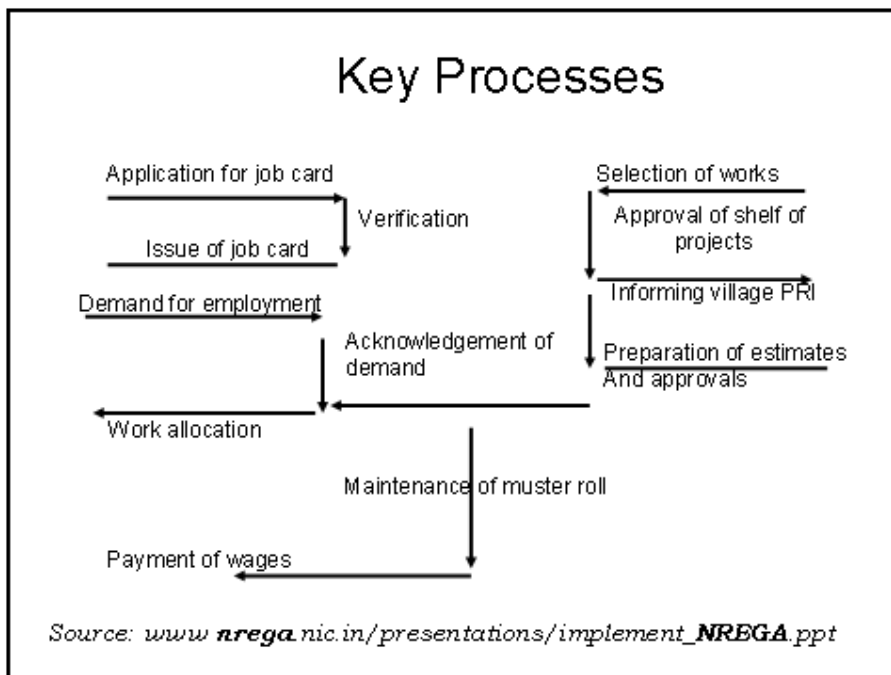 Key Processes
Application for job card
Verification
Issue of job card
Demand for employment
Acknowledgement of
demand
Work allocation
Selection of works
Approval of shelf of
projects
Informing village PRI
Preparation of estimates
And approvals
Maintenance of muster roll
Payment of wages
Source: www nrega.nic.in/presentations/implement_NREGA.ppt